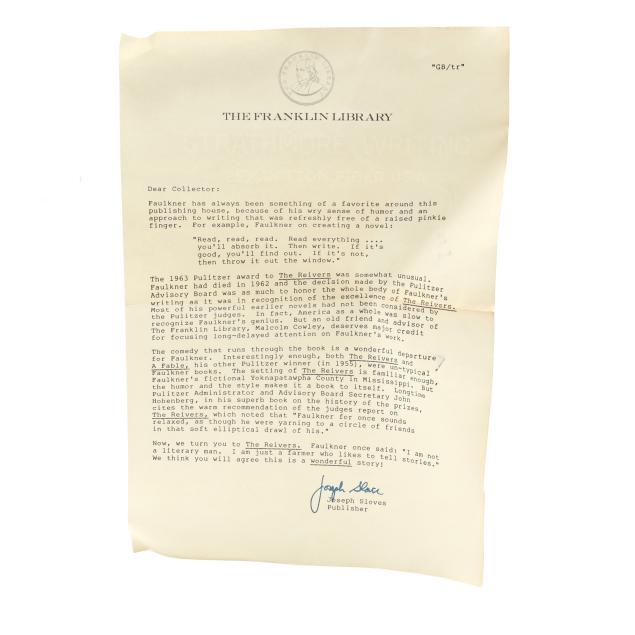 "GB/tr"
THE FRANKLIN LIBRARY
Dear Collector:
Faulkner has always been something of a favorite around this
publishing house, because of his wry sense of humor and an
approach to writing that was refreshly free of a raised pinkie
finger. For example, Faulkner on creating a novel:
"Read, read, read. Read everything ....
you'll absorb it. Then write. If it's
good, you'll find out. If it's not,
then throw it out the window."
The 1963 Pulitzer award to The Reivers was somewhat unusual.
Faulkner had died in 1962 and the decision made by the Pulitzer
Advisory Board was as much to honor the whole body of Faulkner's
writing as it was in recognition of the excellence of The Reivers.
Most of his powerful earlier novels had not been considered by
the Pulitzer judges. In fact, America as a whole was slow to
recognize Faulkner's genius. But an old friend and advisor of
The Franklin Library, Malcolm Cowley, deserves major credit
for focusing long-delayed attention on Faulkner's work.
The comedy that runs through the book is a wonderful departure
for Faulkner. Interestingly enough, both The Reivers and
A Fable, his other Pulitzer winner (in 1955), were un-typical
Faulkner books. The setting of The Reivers is familiar enough,
Faulkner's fictional Yoknapatawpha County in Mississippi. But
the humor and the style makes it a book to itself. Longtime
Pulitzer Administrator and Advisory Board Secretary John
Hohenberg, in his superb book on the history of the prizes,
cites the warm recommendation of the judges report on
The Reivers, which noted that "Faulkner for once sounds
relaxed, as though he were yarning to a circle of friends
in that soft elliptical drawl of his."
Now, we turn you to The Reivers. Faulkner once said: "I am not
a literary man. I am just a farmer who likes to tell stories."
We think you will agree this is a wonderful story!
Joseph Sloves
Publisher